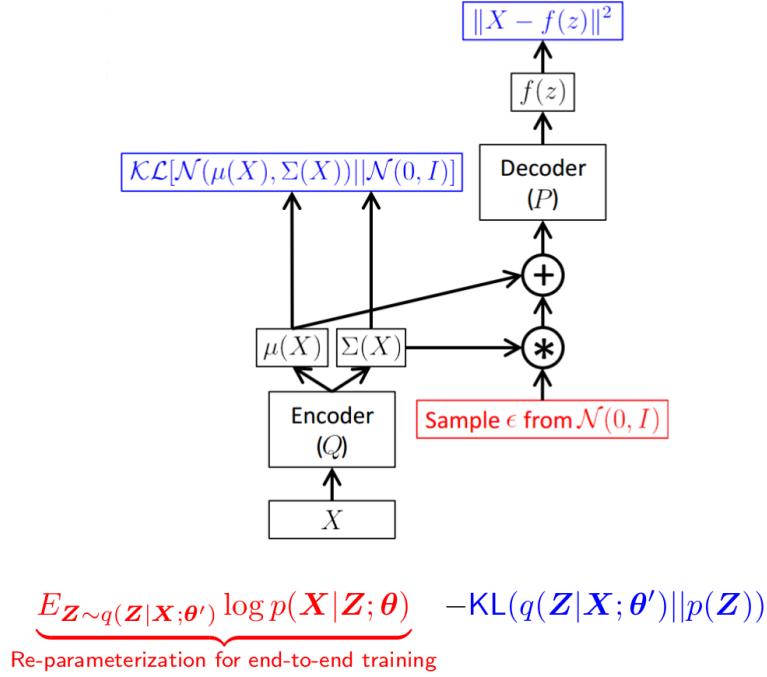 ‖X − f(z)‖²
f(z)
𝒦ℒ[𝒩(μ(X), Σ(X))||𝒩(0, I)]
Decoder
(P)
+
μ(X) Σ(X)
*
Encoder
(Q)
Sample ϵ from 𝒩(0, I)
X
E_{Z∼q(Z|X;θ′)} log p(X|Z; θ) −KL(q(Z|X; θ′)||p(Z))
Re-parameterization for end-to-end training